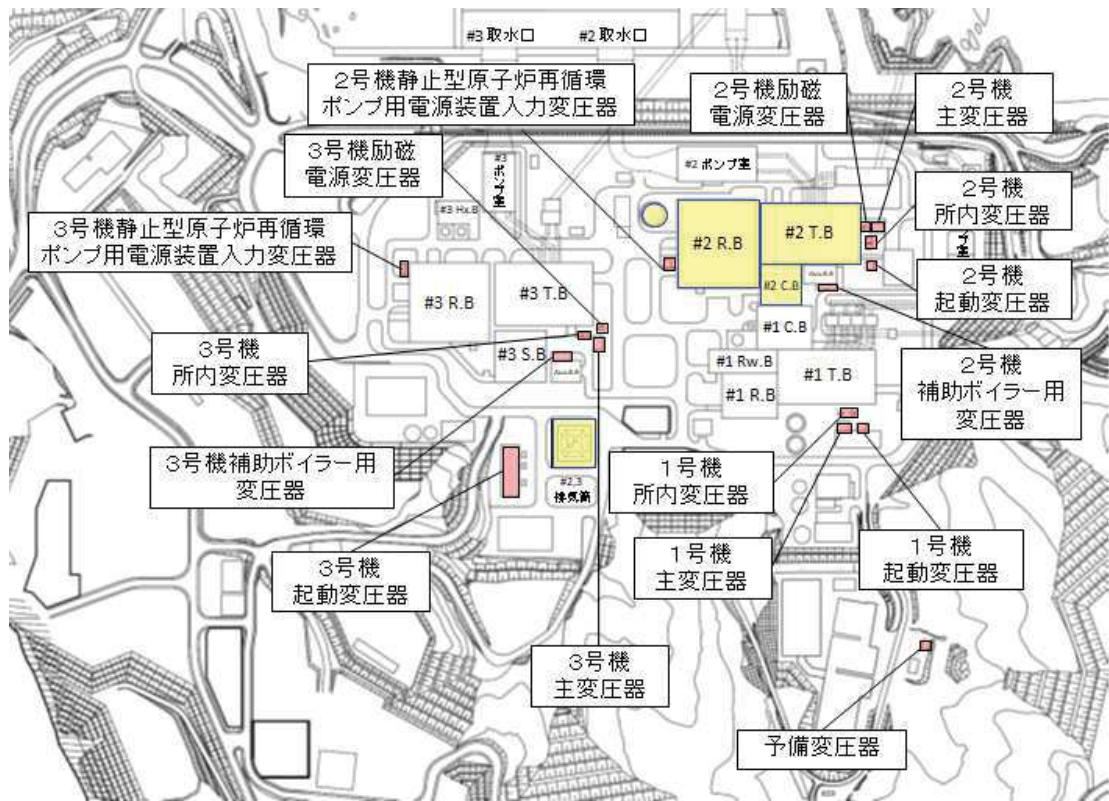 #3取水口
#2取水口
2号機静止型原子炉再循環
ポンプ用電源装置入力変圧器
2号機励磁
電源変圧器
2号機
主変圧器
3号機励磁
電源変圧器
#3
ポンプ室
#2 ポンプ室
2号機
所内変圧器
3号機静止型原子炉再循環
ポンプ用電源装置入力変圧器
#3 Hx.B
#2 R.B
#2 T.B
プ室
2号機
起動変圧器
#3 R.B
#3 T.B
#2 C.B
#1 C.B
3号機
所内変圧器
#3 S.B
#1 Rw.B
#1 R.B
#1 T.B
2号機
補助ボイラー用
変圧器
3号機補助ボイラー用
変圧器
#2,3
排気筒
1号機
所内変圧器
3号機
起動変圧器
1号機
主変圧器
1号機
起動変圧器
3号機
主変圧器
予備変圧器